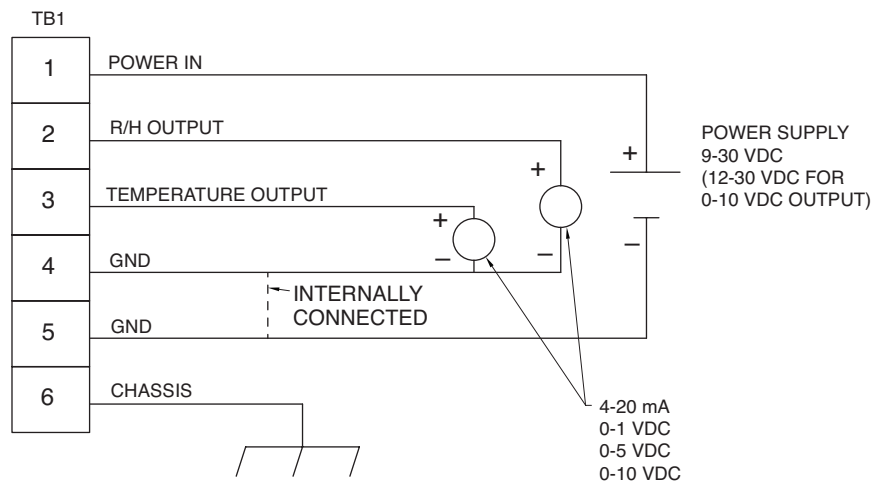 TB1
1
POWER IN
2
R/H OUTPUT
3
TEMPERATURE OUTPUT
4
GND
5
GND
6
CHASSIS
INTERNALLY
CONNECTED
+
−
+
−
+
−
POWER SUPPLY
9-30 VDC
(12-30 VDC FOR
0-10 VDC OUTPUT)
4-20 mA
0-1 VDC
0-5 VDC
0-10 VDC